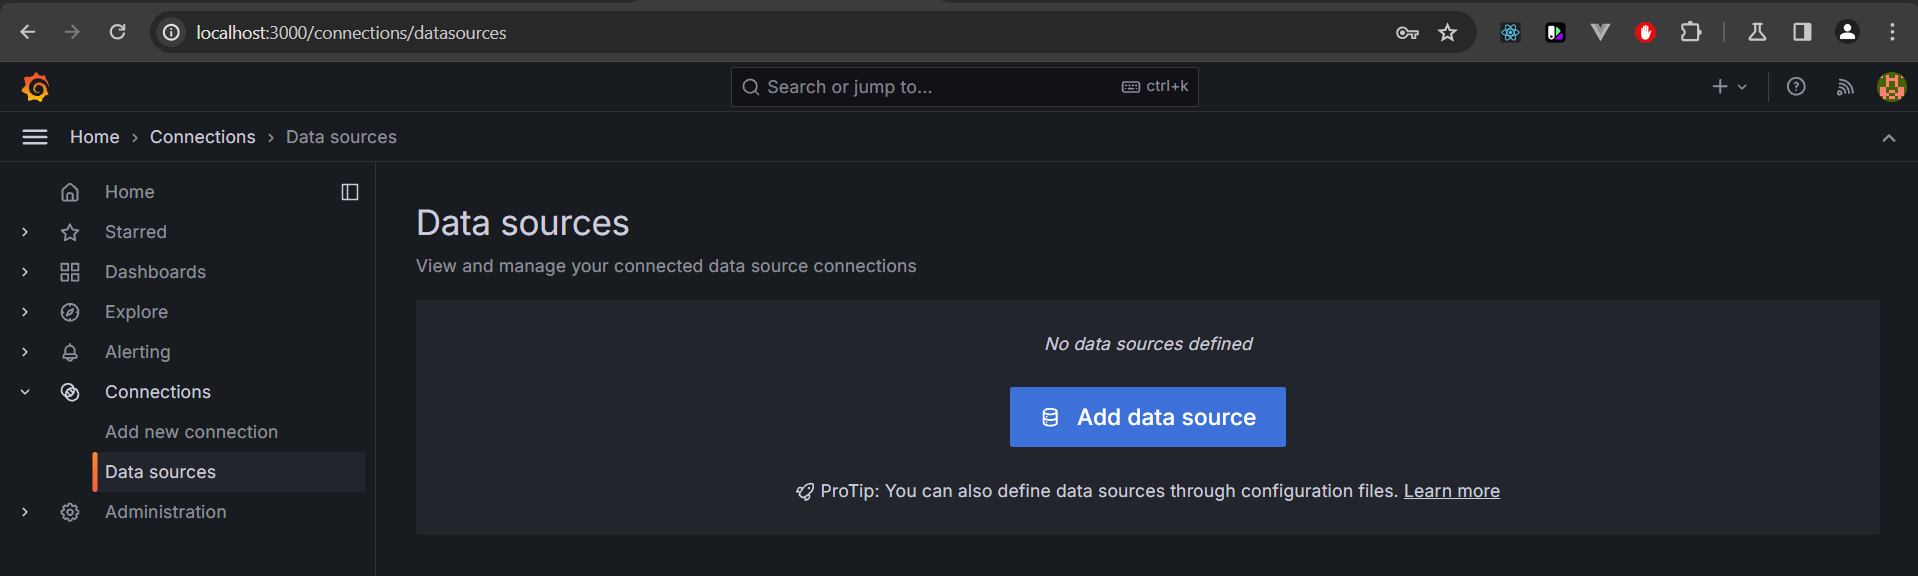 localhost:3000/connections/datasources
Search or jump to...
ctrl+k
Home
Connections
Data sources
Home
Starred
Dashboards
Explore
Alerting
Connections
Add new connection
Data sources
Administration
Data sources
View and manage your connected data source connections
No data sources defined
Add data source
ProTip: You can also define data sources through configuration files. Learn more